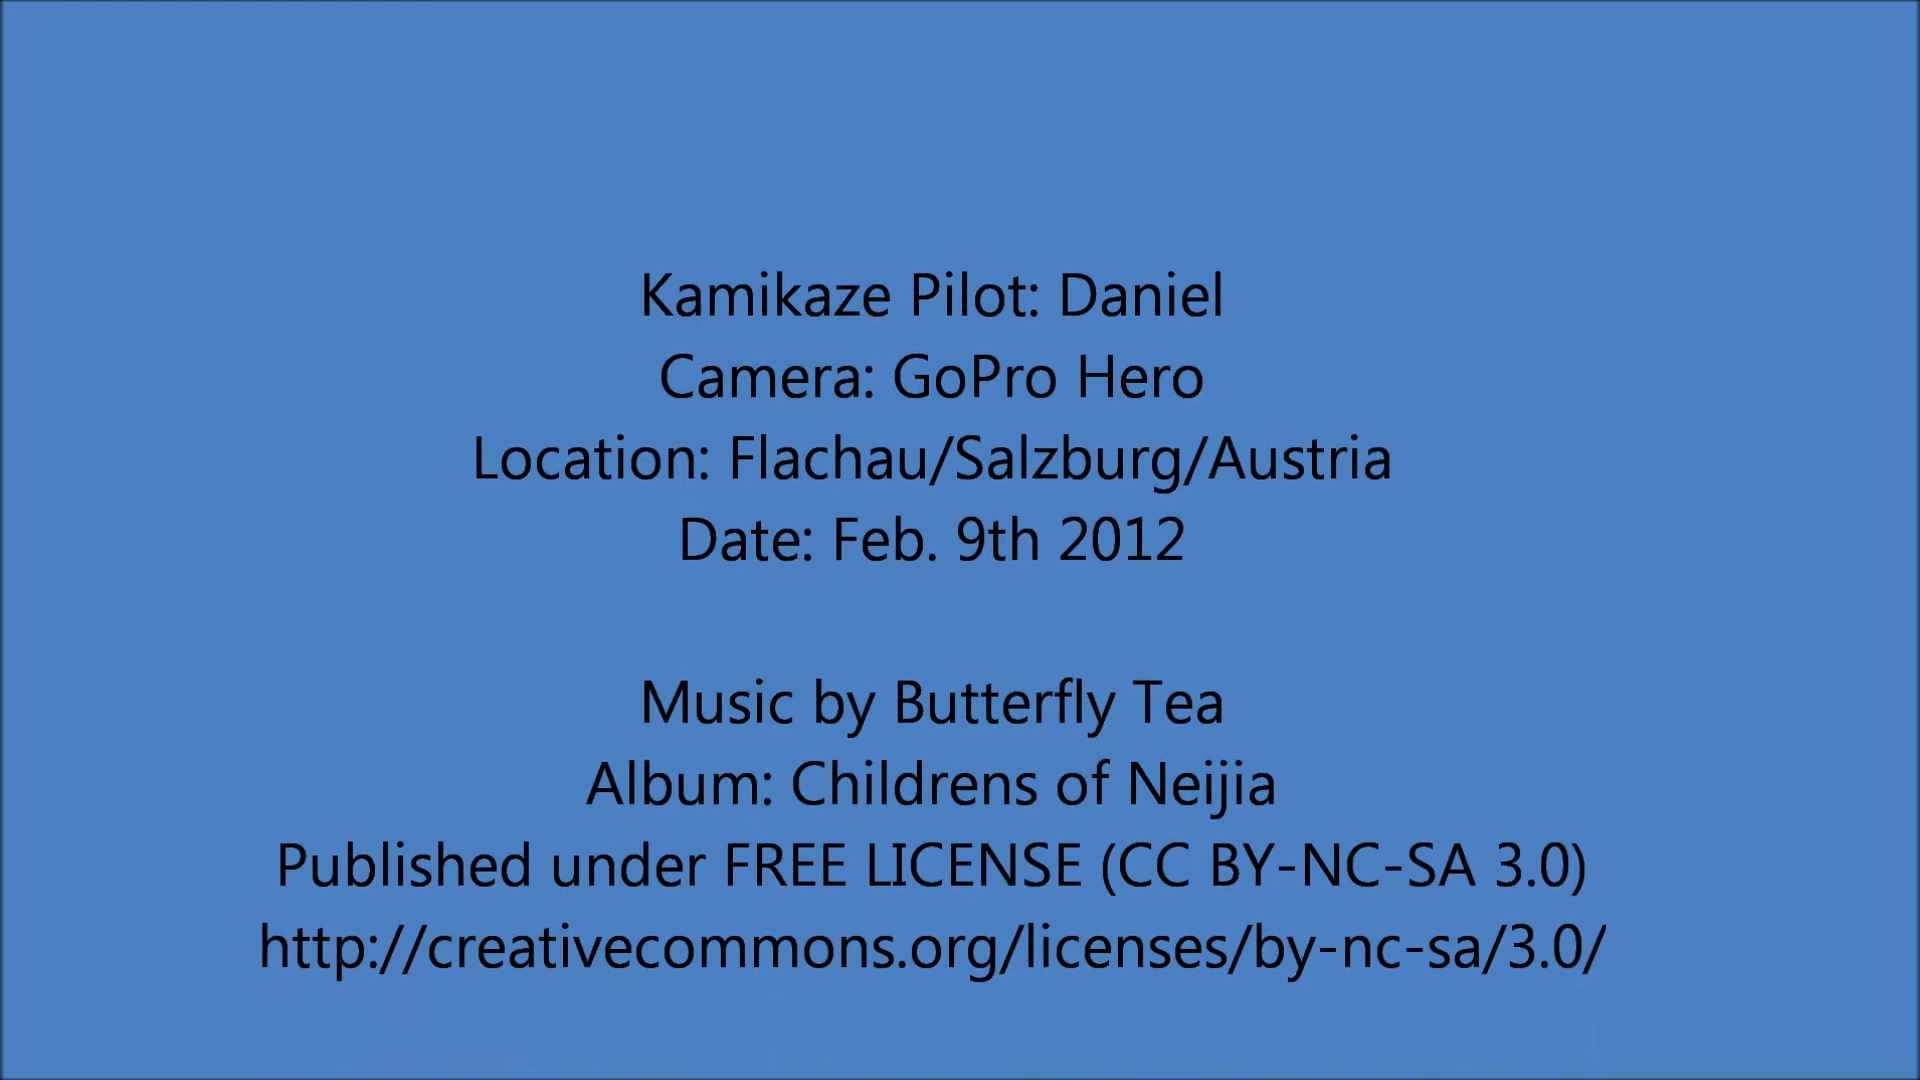 Kamikaze Pilot: Daniel
Camera: GoPro Hero
Location: Flachau/Salzburg/Austria
Date: Feb. 9th 2012
Music by Butterfly Tea
Album: Childrens of Neijia
Published under FREE LICENSE (CC BY-NC-SA 3.0)
http://creativecommons.org/licenses/by-nc-sa/3.0/